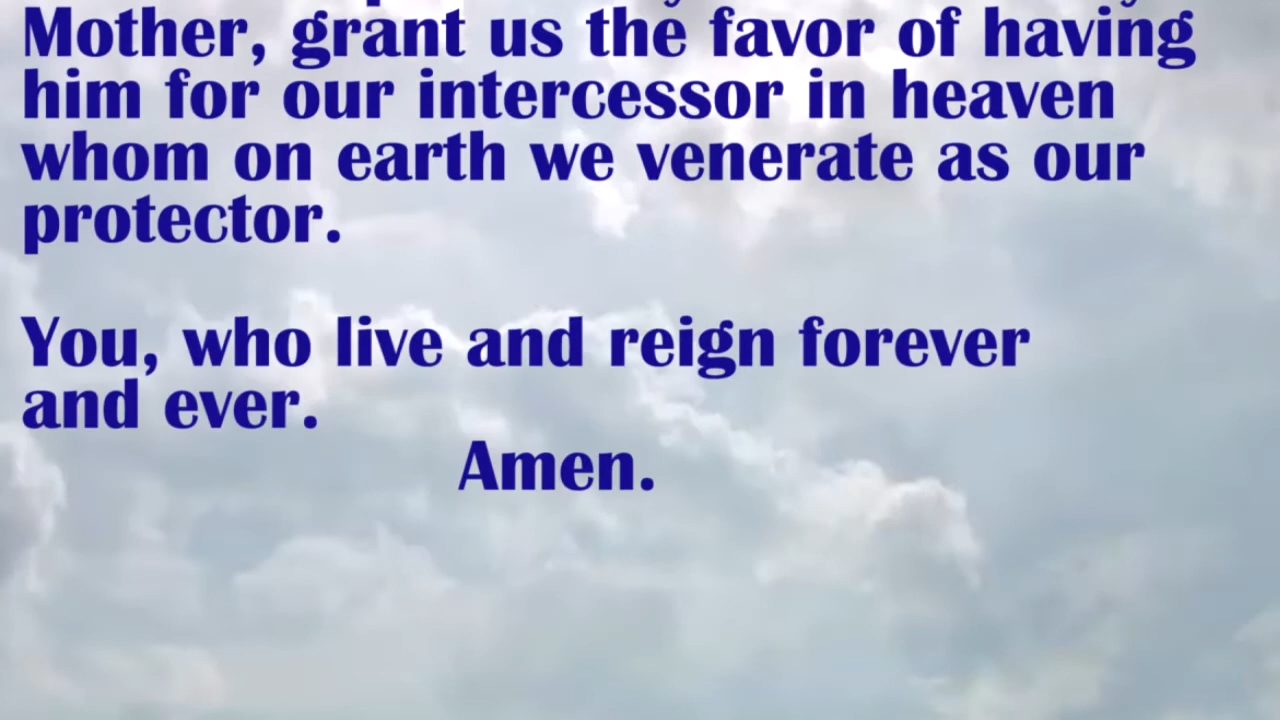 Mother, grant us the favor of having
him for our intercessor in heaven
whom on earth we venerate as our
protector.
You, who live and reign forever
and ever.
Amen.